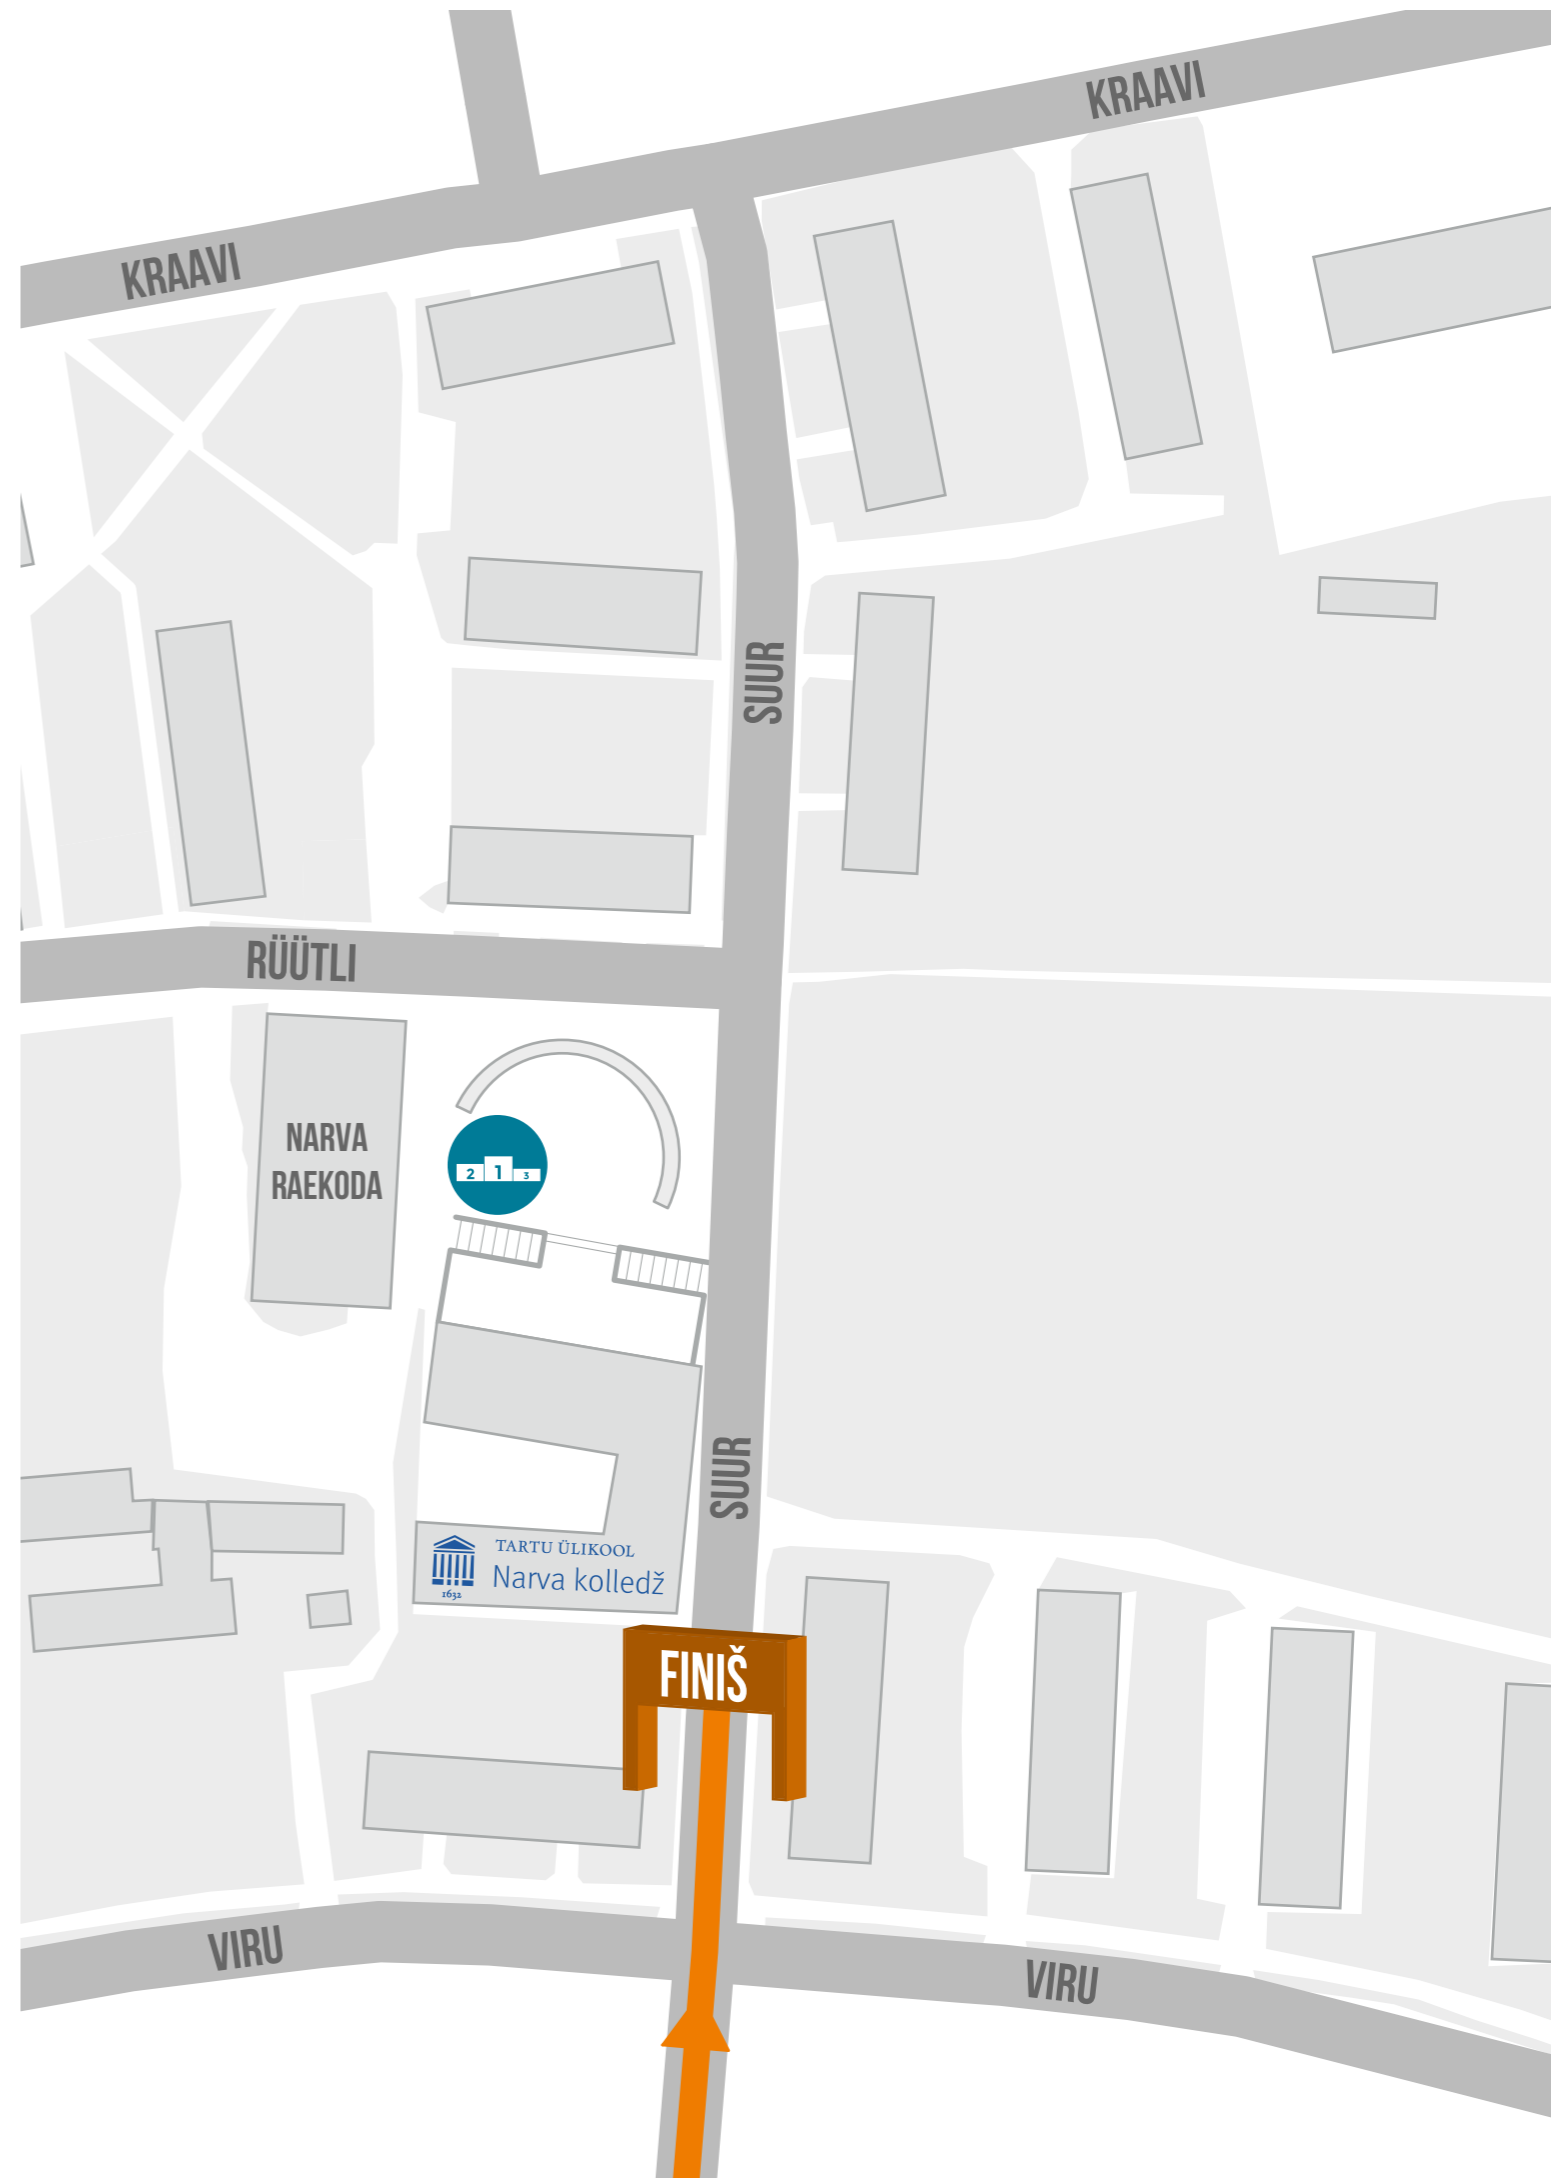 KRAAVI
KRAAVI
SUUR
RÜÜTLI
NARVA
RAEKODA
2 1 3
SUUR
TARTU ÜLIKOOL
Narva kolledž
1632
FINIŠ
VIRU
VIRU